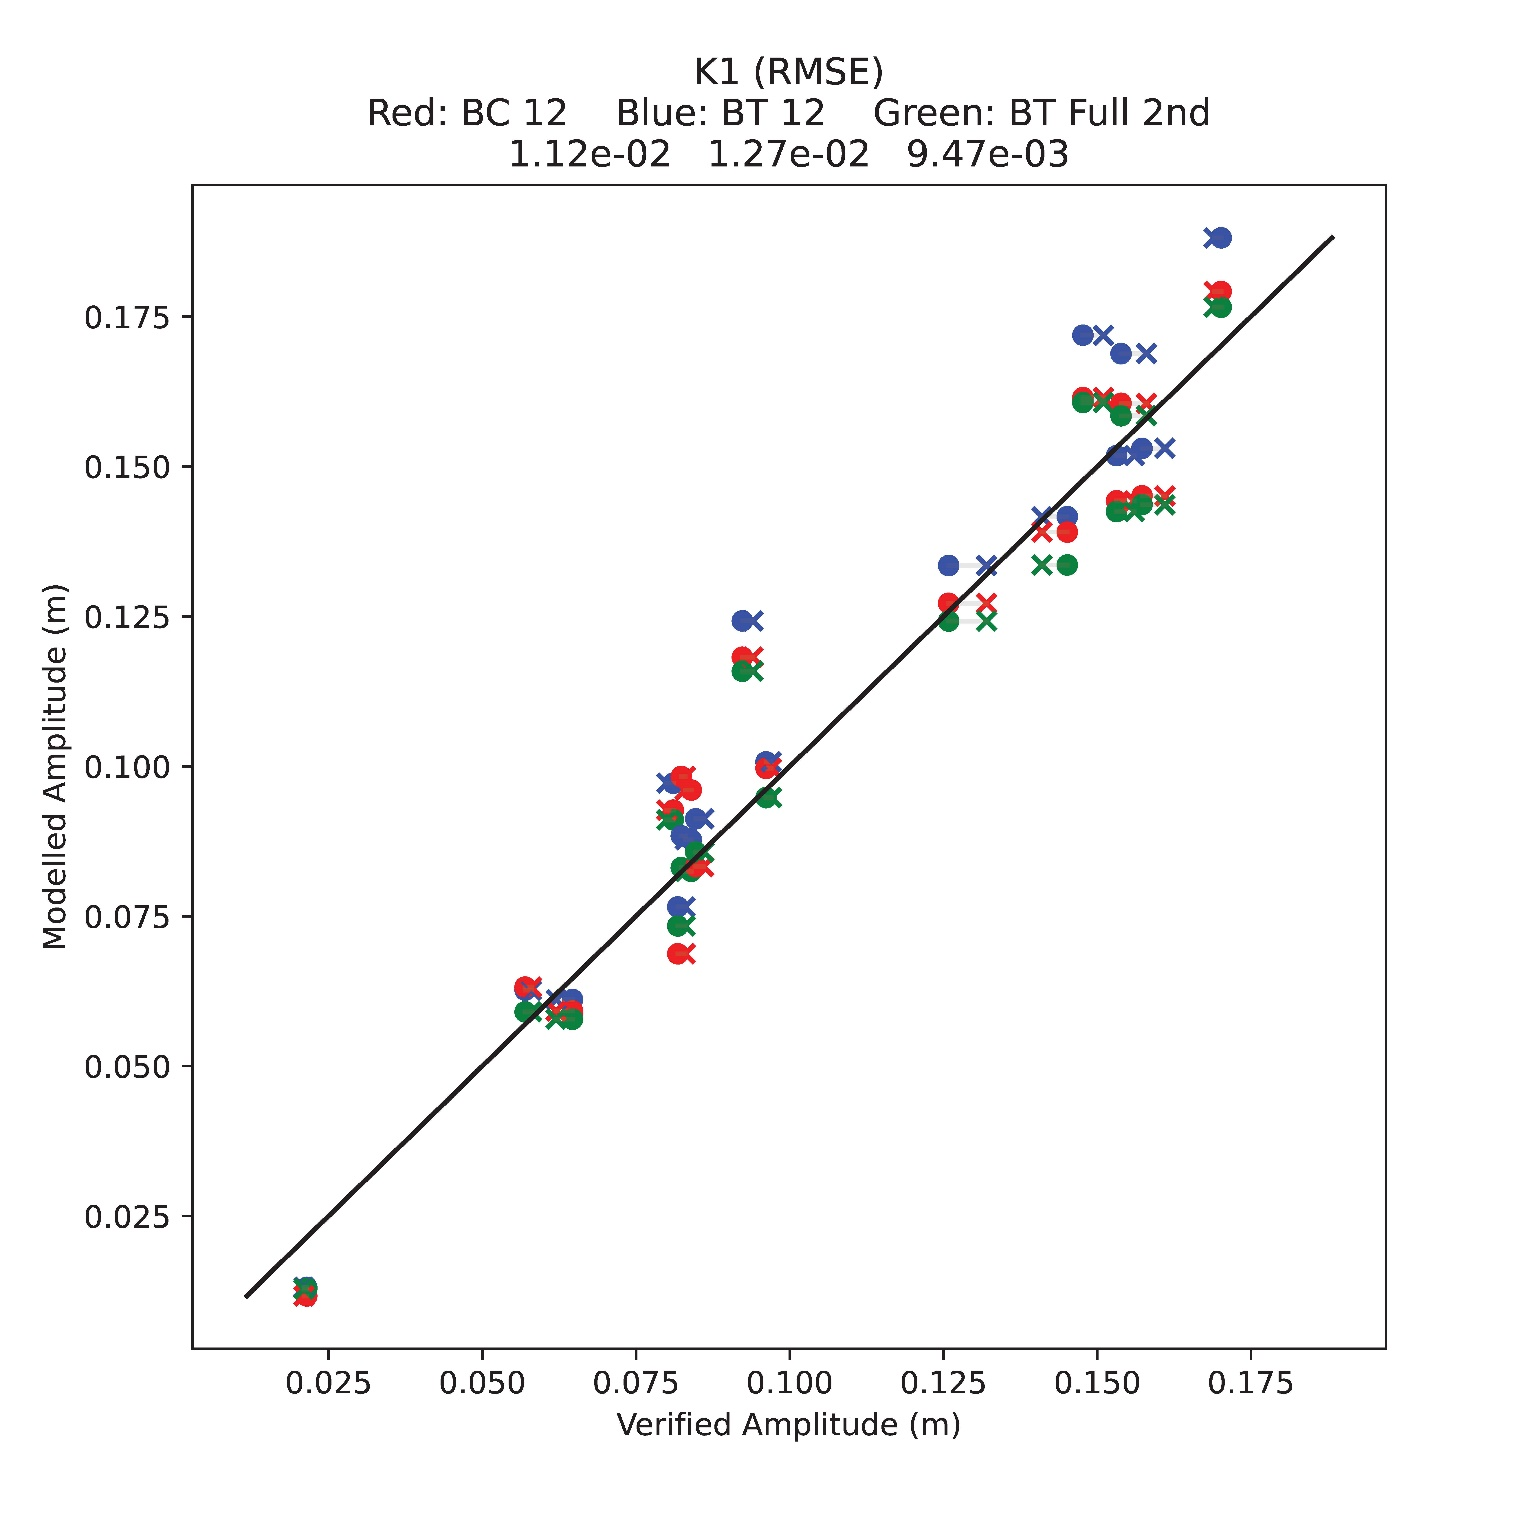 K1 (RMSE)
Red: BC 12 Blue: BT 12 Green: BT Full 2nd
1.12e-02 1.27e-02 9.47e-03
Modelled Amplitude (m)
0.175
0.150
0.125
0.100
0.075
0.050
0.025
0.025 0.050 0.075 0.100 0.125 0.150 0.175
Verified Amplitude (m)